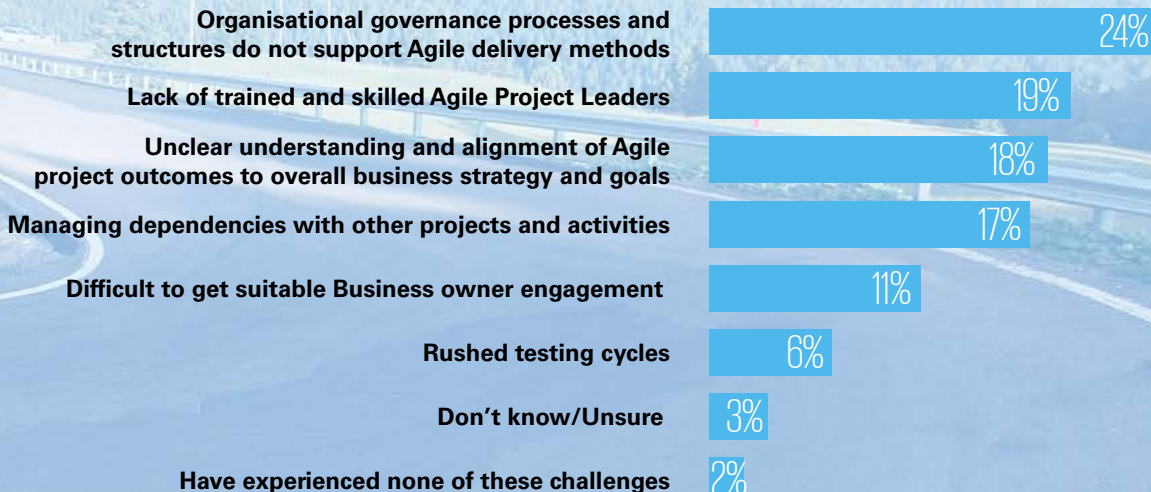 Organisational governance processes and
structures do not support Agile delivery methods
24%
Lack of trained and skilled Agile Project Leaders
19%
Unclear understanding and alignment of Agile
project outcomes to overall business strategy and goals
18%
Managing dependencies with other projects and activities
17%
Difficult to get suitable Business owner engagement
11%
Rushed testing cycles
6%
Don’t know/Unsure
3%
Have experienced none of these challenges
2%